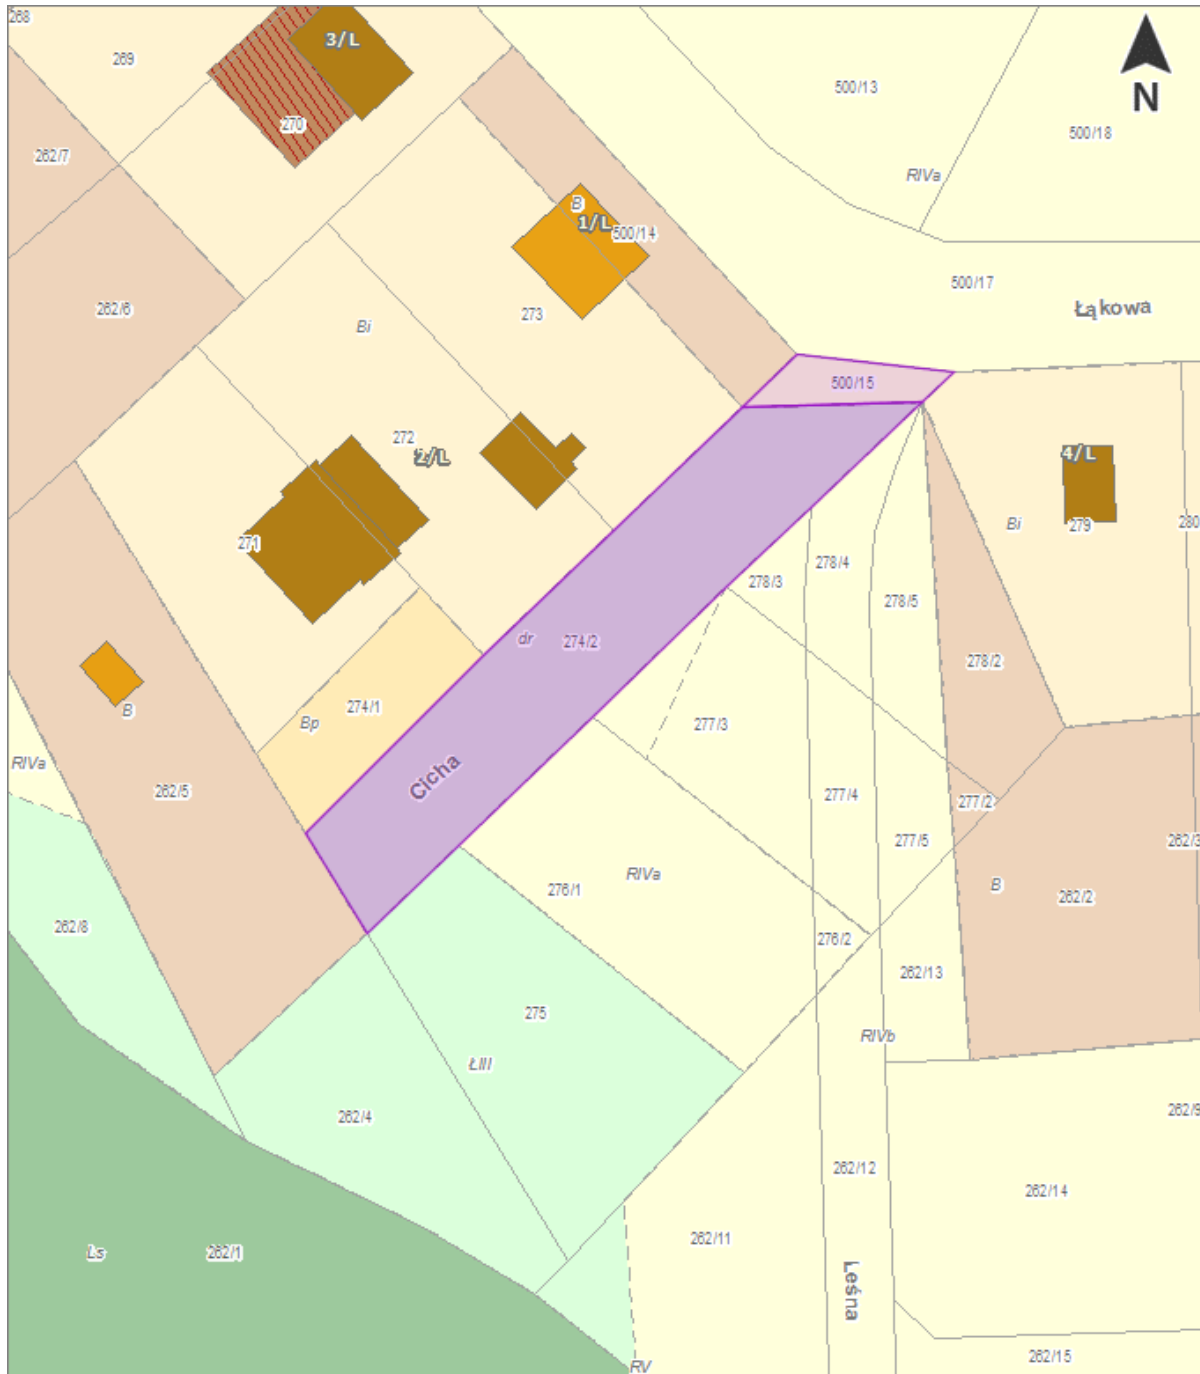 268
269
3/L
270
262/7
500/13
500/18
N
RIVa
B
1/L
500/14
262/6
500/17
Łąkowa
273
Bi
500/15
272
2/L
4/L
271
Bi
279
280
278/3
278/4
278/5
dr
274/2
278/2
B
274/1
Bp
277/3
RIVa
262/5
Cicha
277/4
277/2
277/5
262/3
276/1
RIVa
B
262/2
262/8
276/2
262/13
275
ŁIII
RIVb
262/4
262/9
262/12
262/14
Ls
262/1
262/11
Leśna
RV
262/15